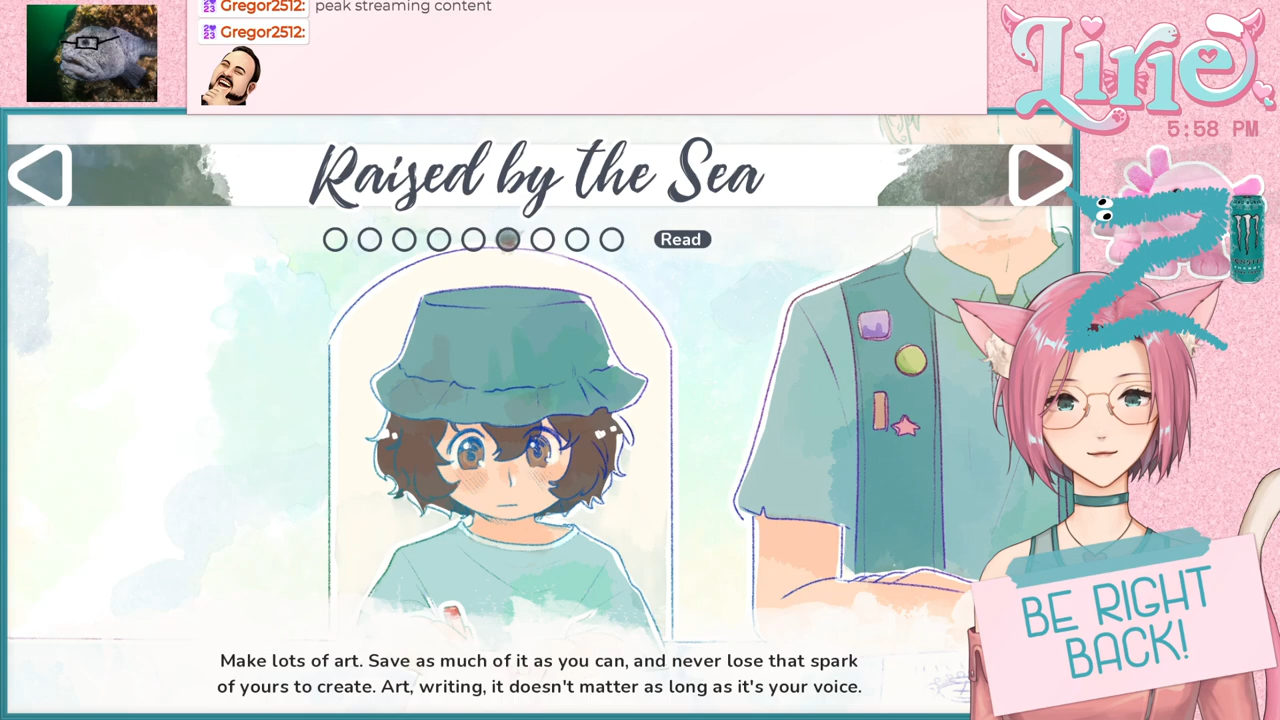 Gregor2512: peak streaming content
Gregor2512:
Lirie
5:58 PM
Raised by the Sea
Read
BE RIGHT
BACK!
Make lots of art. Save as much of it as you can, and never lose that spark
of yours to create. Art, writing, it doesn't matter as long as it's your voice.